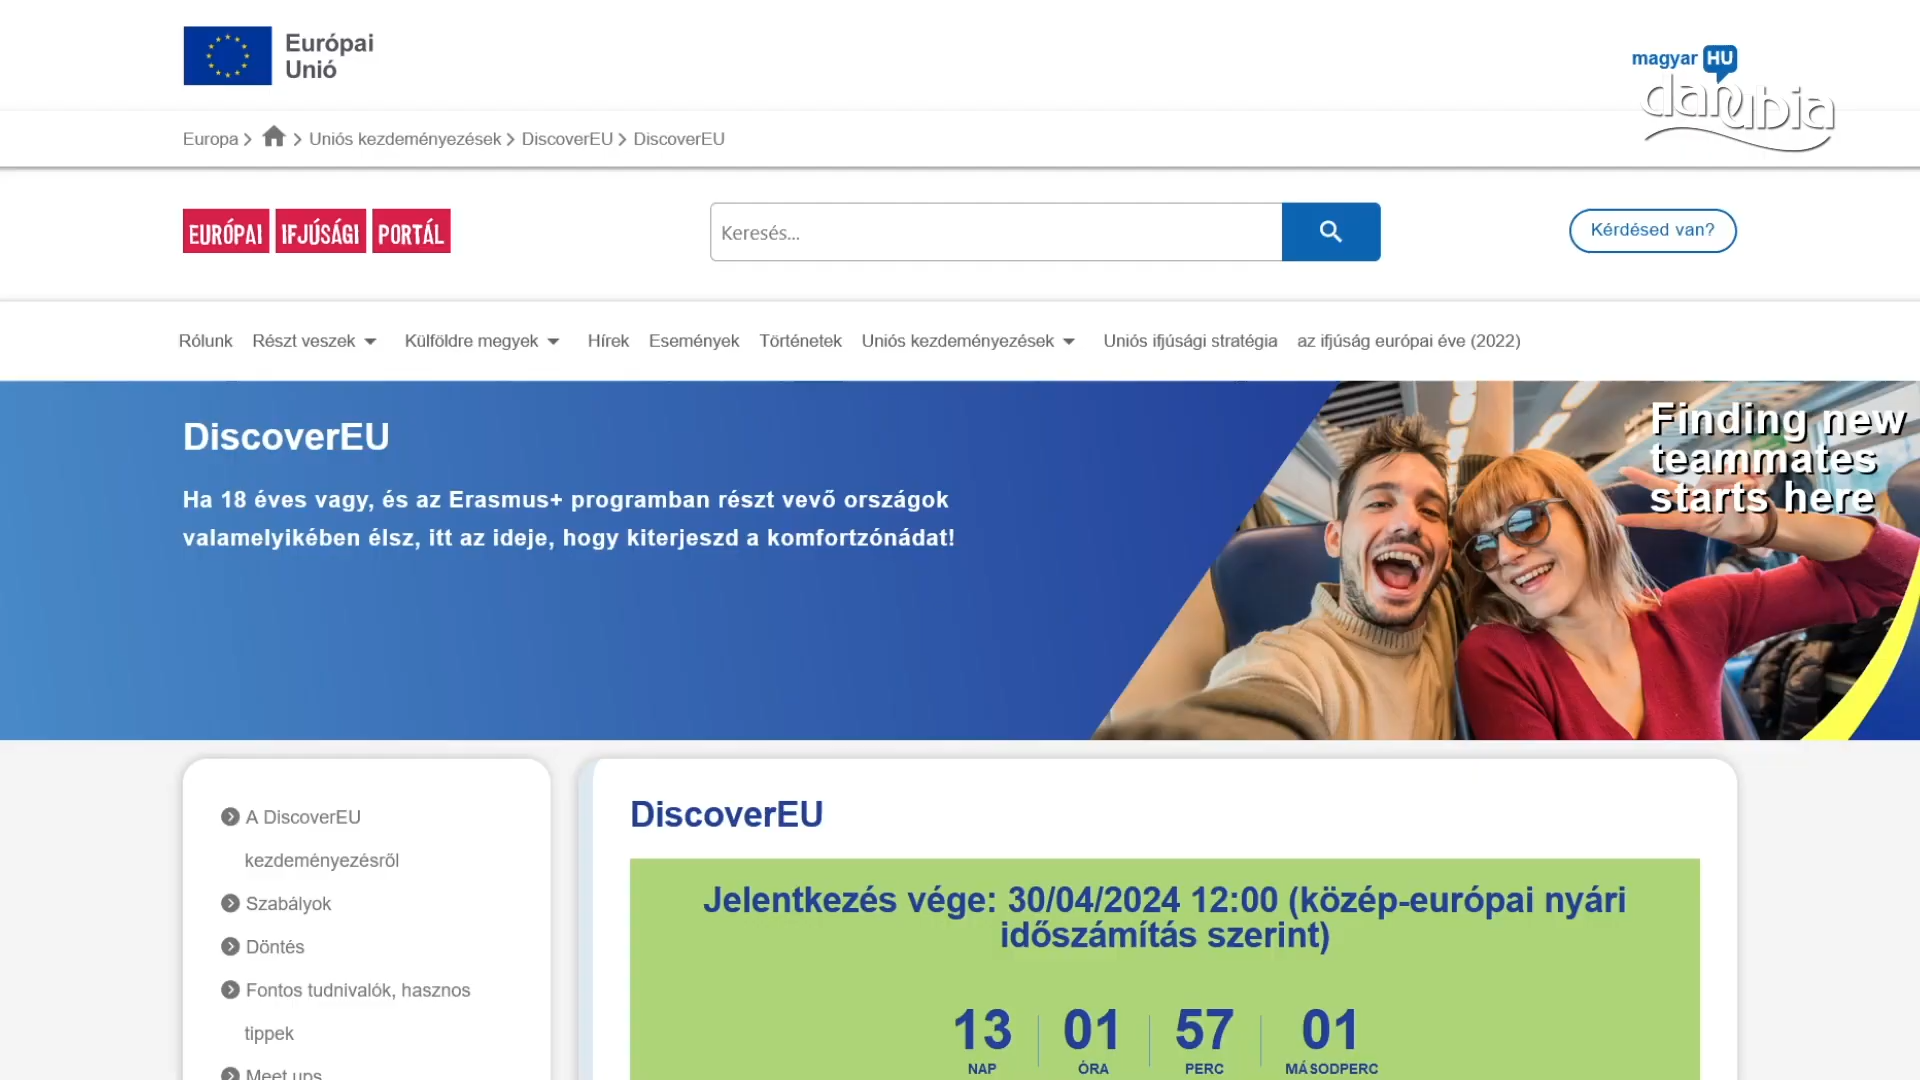 Európai
Unió
magyar HU
danubia
Europa
Uniós kezdeményezések
DiscoverEU
DiscoverEU
EURÓPAI IFJÚSÁGI PORTÁL
Keresés...
Kérdésed van?
Rólunk
Részt veszek
Külföldre megyek
Hírek
Események
Történetek
Uniós kezdeményezések
Uniós ifjúsági stratégia
az ifjúság európai éve (2022)
DiscoverEU
Ha 18 éves vagy, és az Erasmus+ programban részt vevő országok
valamelyikében élsz, itt az ideje, hogy kiterjeszd a komfortzónádat!
Finding new
teammates
starts here
A DiscoverEU
kezdeményezésről
Szabályok
Döntés
Fontos tudnivalók, hasznos
tippek
Meet ups
DiscoverEU
Jelentkezés vége: 30/04/2024 12:00 (közép-európai nyári
időszámítás szerint)
13 01 57 01
NAP ÓRA PERC MÁSODPERC